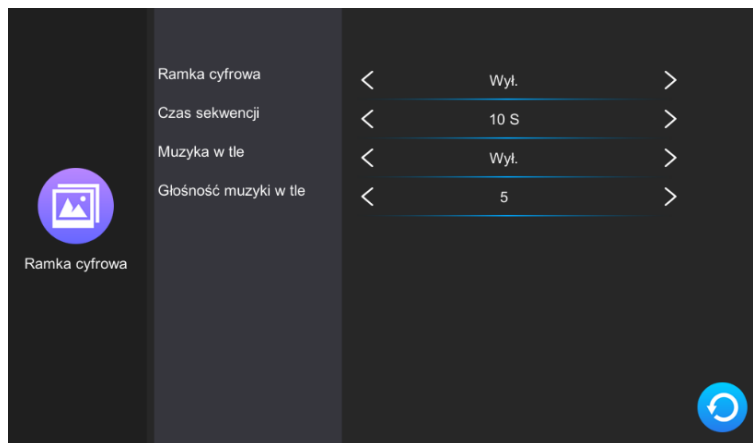 Ramka cyfrowa
Wył.
Czas sekwencji
10 S
Muzyka w tle
Wył.
Głośność muzyki w tle
5
Ramka cyfrowa